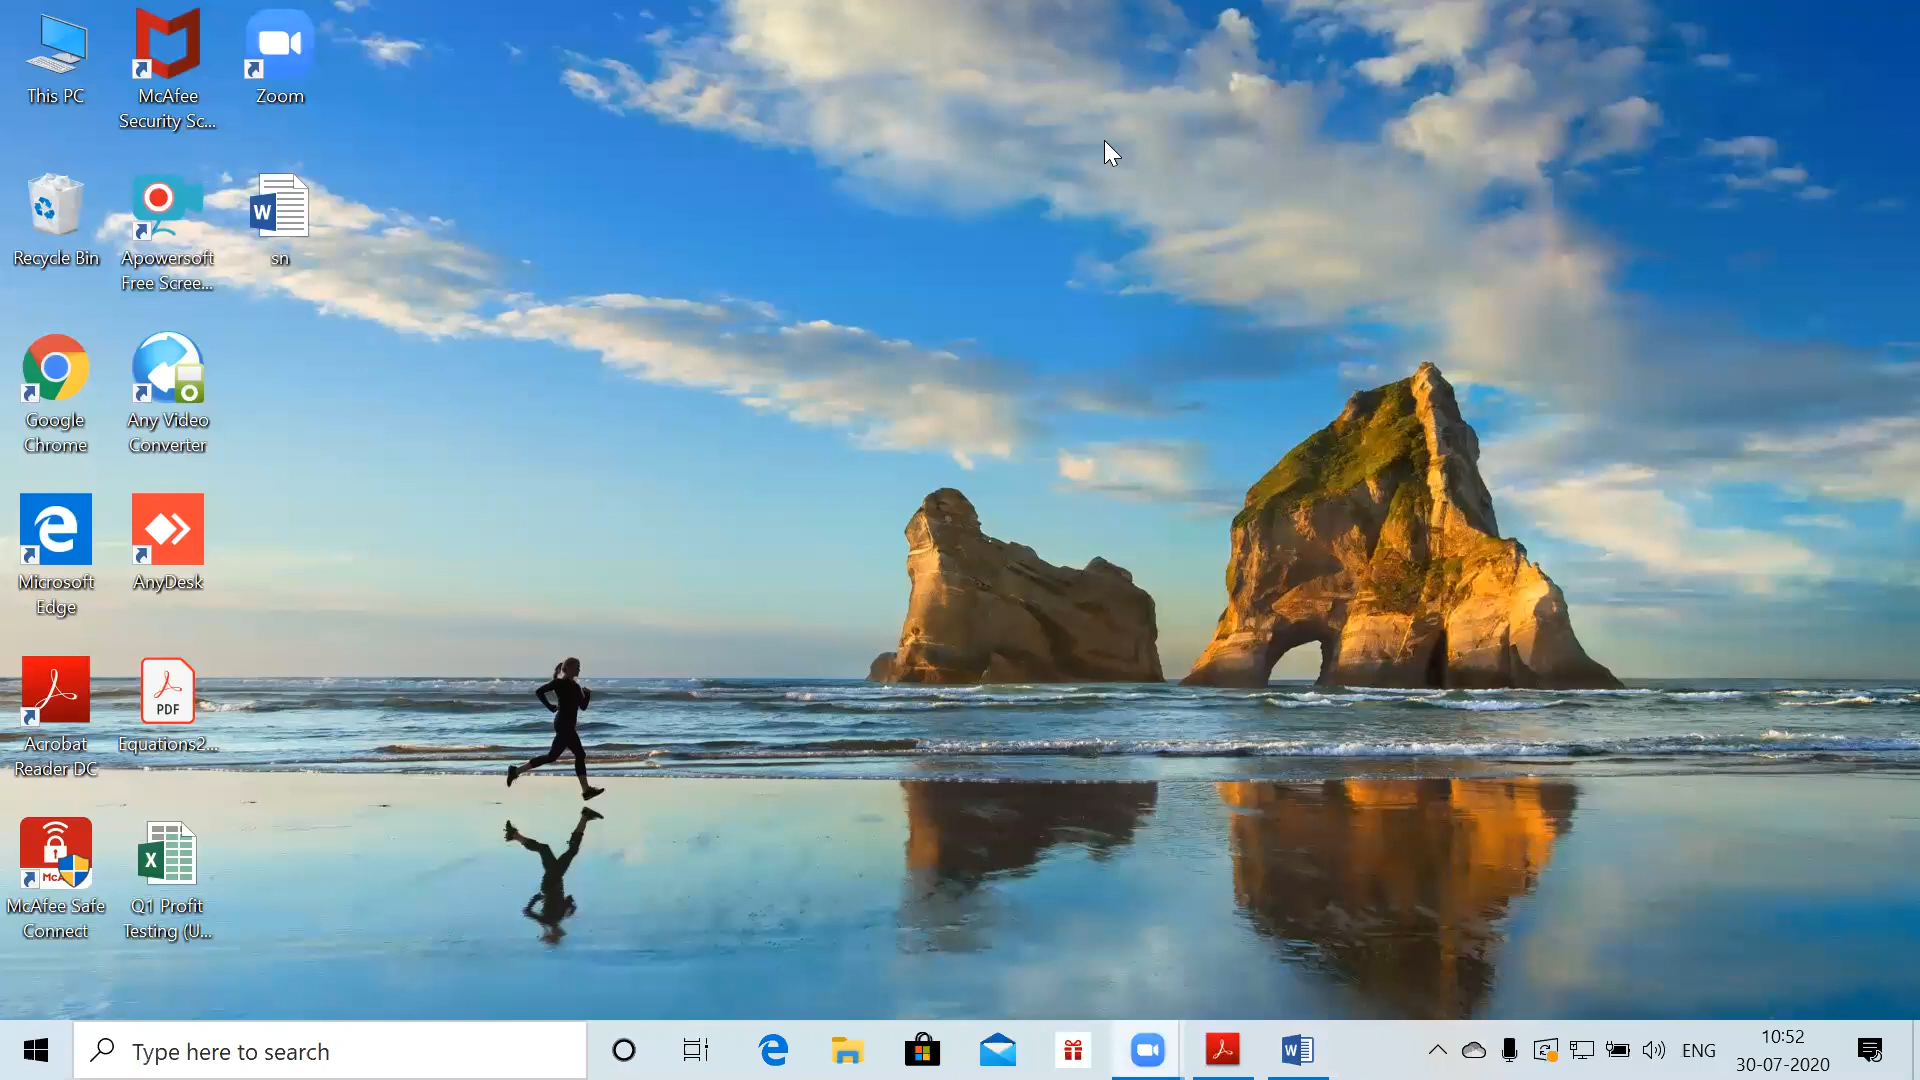 This PC
McAfee
Security Sc...
Zoom
Recycle Bin
Apowersoft
Free Scree...
W
sn
Google
Chrome
Any Video
Converter
Microsoft
Edge
AnyDesk
Acrobat
Reader DC
PDF
Equations2...
McA
McAfee Safe
Connect
X
Q1 Profit
Testing (U...
Type here to search
W
ENG
10:52
30-07-2020